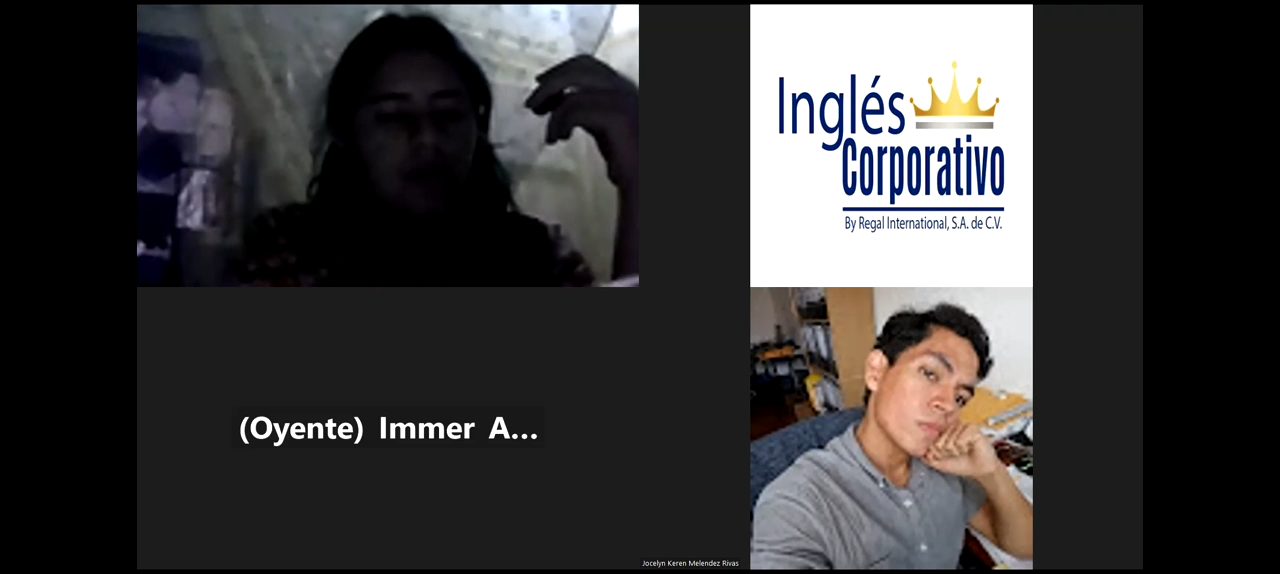 Inglés
Corporativo
By Regal International, S.A. de C.V.
(Oyente) Immer A...
Jocelyn Keren Melendez Rivas